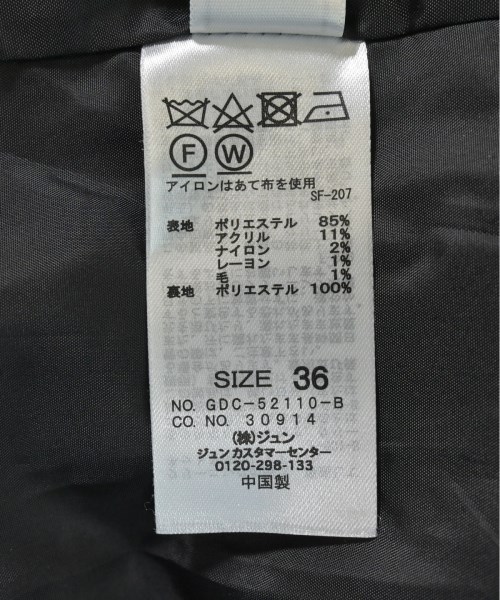 F W
アイロンはあて布を使用
SF-207
表地 ポリエステル 85%
アクリル 11%
ナイロン 2%
レーヨン 1%
毛 1%
裏地 ポリエステル 100%
SIZE 36
NO. GDC-52110-B
CO. NO. 30914
(株)ジュン
ジュン カスタマーセンター
0120-298-133
中国製